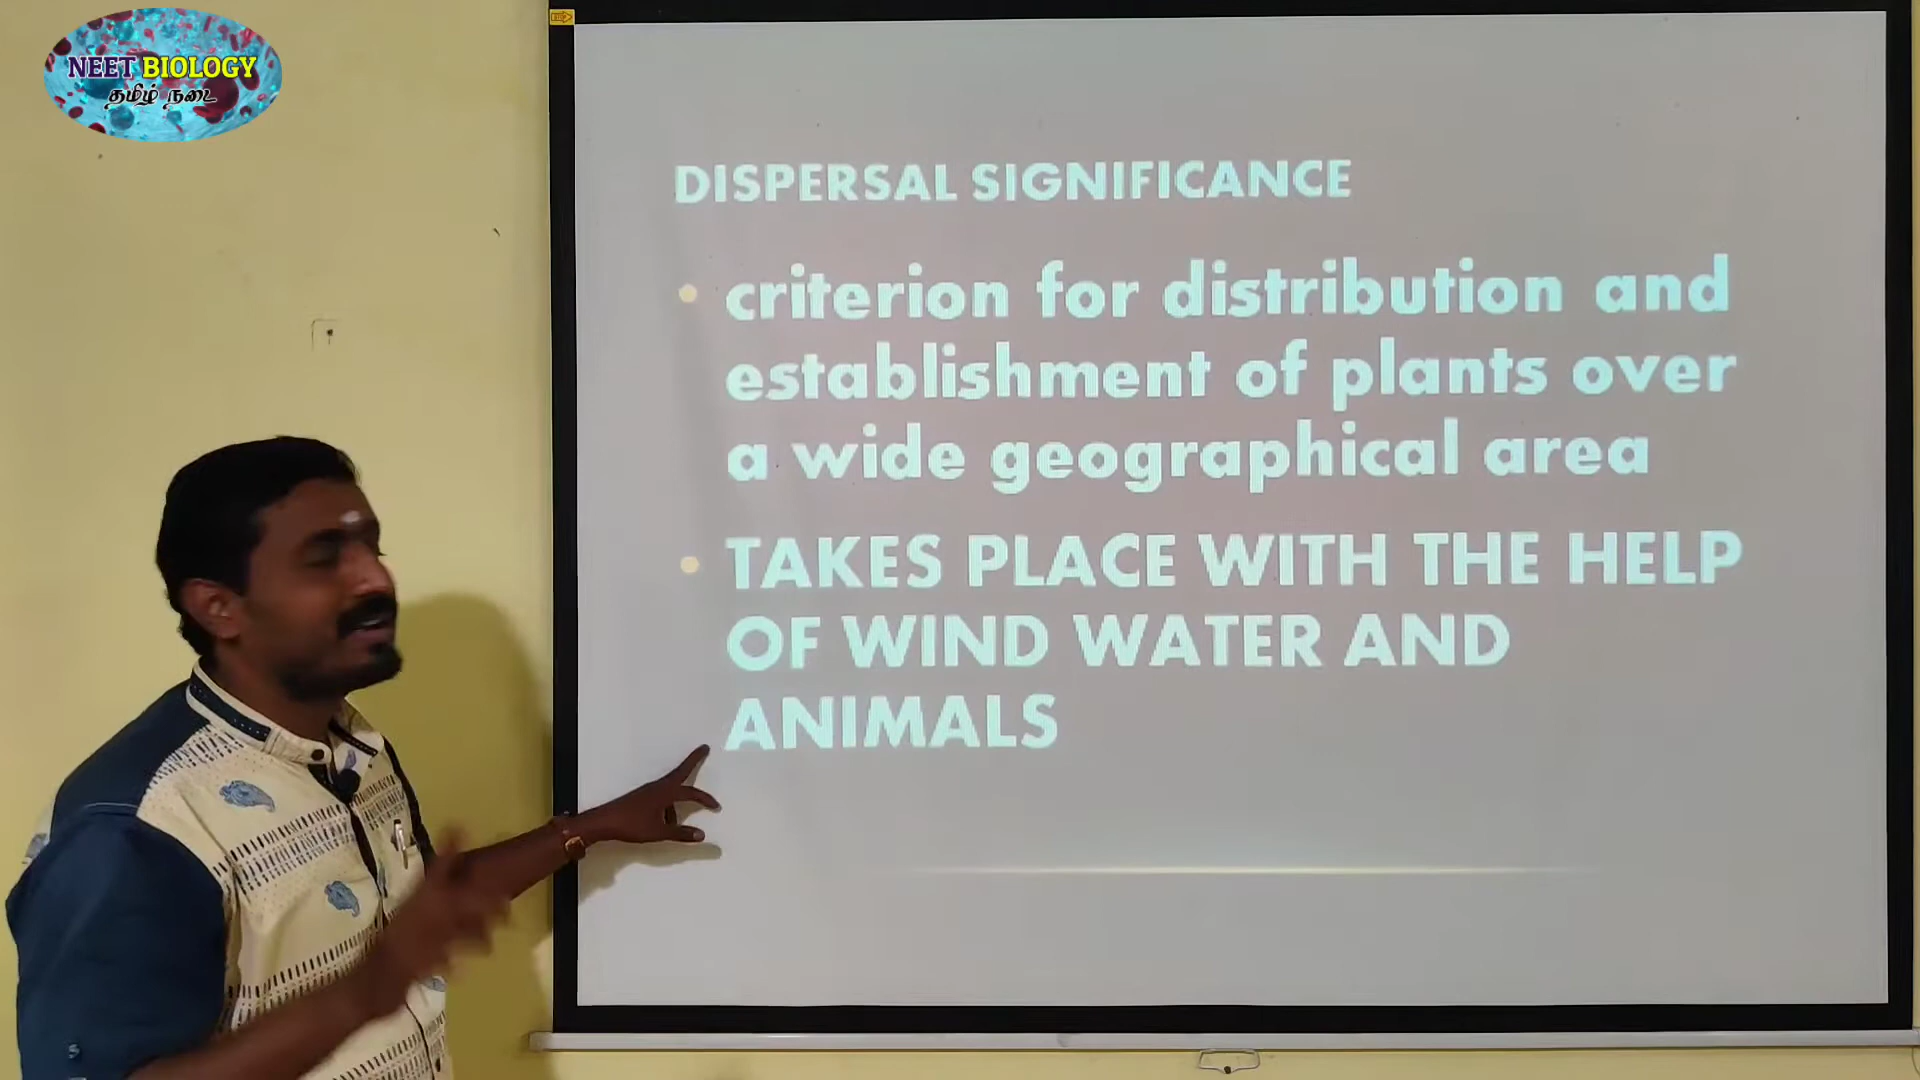 NEET BIOLOGY
தமிழ் நடை
DISPERSAL SIGNIFICANCE
criterion for distribution and
establishment of plants over
a wide geographical area
TAKES PLACE WITH THE HELP
OF WIND WATER AND
ANIMALS